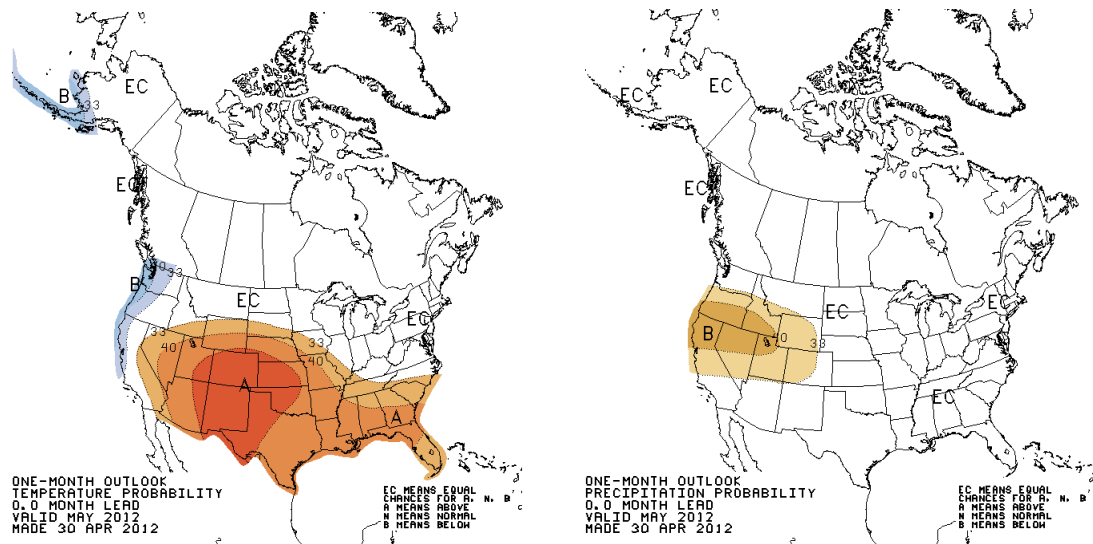 EC
B
33
EC
40
33
B
EC
EC
33
33
40
40
A
A
ONE-MONTH OUTLOOK
TEMPERATURE PROBABILITY
0.0 MONTH LEAD
VALID MAY 2012
MADE 30 APR 2012
EC MEANS EQUAL
CHANCES FOR A, N, B
A MEANS ABOVE
N MEANS NORMAL
B MEANS BELOW
EC
EC
EC
EC
EC
B
40
33
EC
ONE-MONTH OUTLOOK
PRECIPITATION PROBABILITY
0.0 MONTH LEAD
VALID MAY 2012
MADE 30 APR 2012
EC MEANS EQUAL
CHANCES FOR A, N, B
A MEANS ABOVE
N MEANS NORMAL
B MEANS BELOW